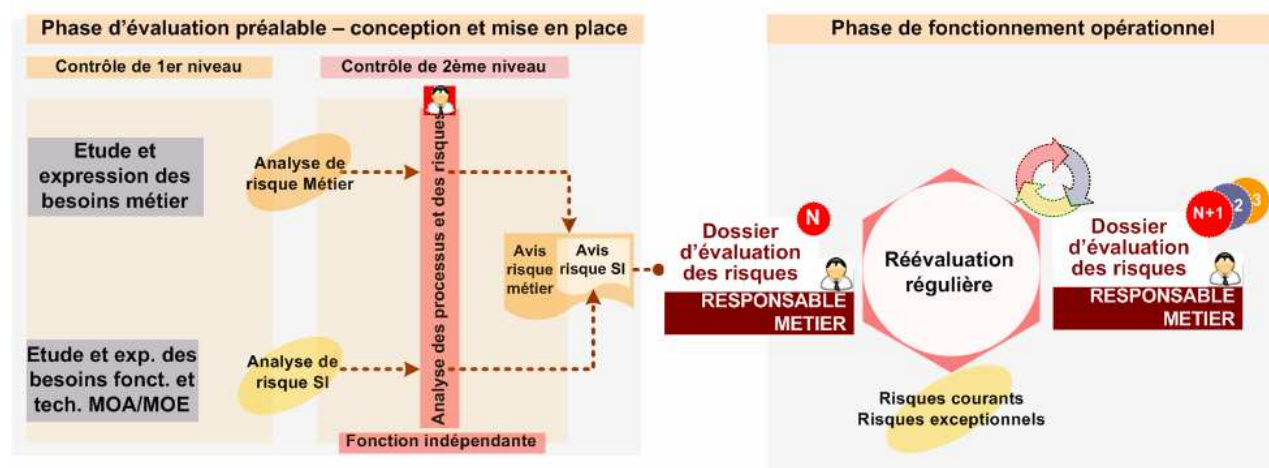 Phase d'évaluation préalable – conception et mise en place
Contrôle de 1er niveau
Contrôle de 2ème niveau
Etude et
expression des
besoins métier
Analyse de
risque Métier
Etude et exp. des
besoins fonct. et
tech. MOA/MOE
Analyse de
risque SI
Analyse des processus et des risques
Fonction indépendante
Avis
risque
métier
Avis
risque SI
Phase de fonctionnement opérationnel
N
Dossier
d'évaluation
des risques
RESPONSABLE
METIER
Réévaluation
régulière
Risques courants
Risques exceptionnels
N+1
2
3
Dossier
d'évaluation
des risques
RESPONSABLE
METIER